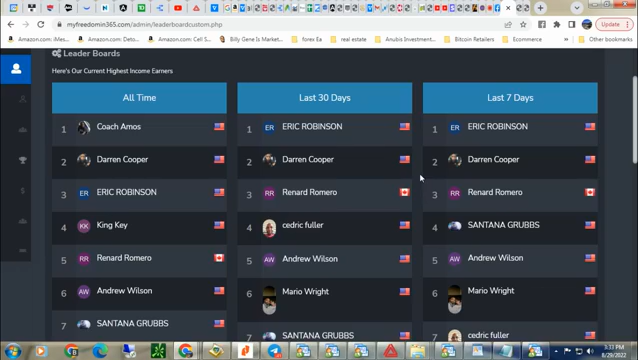 myfreedomin365.com/admin/leaderboardcustom.php
Update
Amazon.com: Onlin...
Amazon.com: Cell S...
Billy Gene Is Market...
forex Ea
real estate
Anubis Investment...
Bitcoin Retailers
Ecommerce
Other bookmarks
Leader Boards
Here's Our Current Highest Income Earners
All Time
1 Coach Amos
2 Darren Cooper
3 ER ERIC ROBINSON
4 KK King Key
5 RR Renard Romero
6 AW Andrew Wilson
7 SANTANA GRUBBS
Last 30 Days
1 ER ERIC ROBINSON
2 Darren Cooper
3 RR Renard Romero
4 cedric fuller
5 AW Andrew Wilson
6 Mario Wright
7 SANTANA GRUBBS
Last 7 Days
1 ER ERIC ROBINSON
2 Darren Cooper
3 RR Renard Romero
4 SANTANA GRUBBS
5 AW Andrew Wilson
6 Mario Wright
7 cedric fuller
3:33 PM
8/29/2022